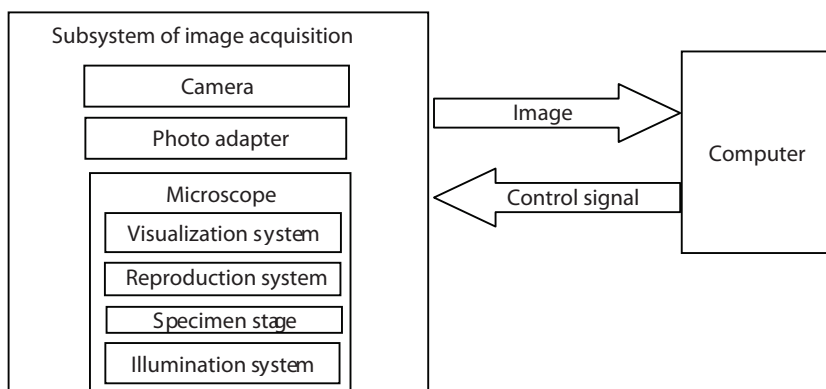 Subsystem of image acquisition
Camera
Photo adapter
Microscope
Visualization system
Reproduction system
Specimen stage
Illumination system
Image
Control signal
Computer